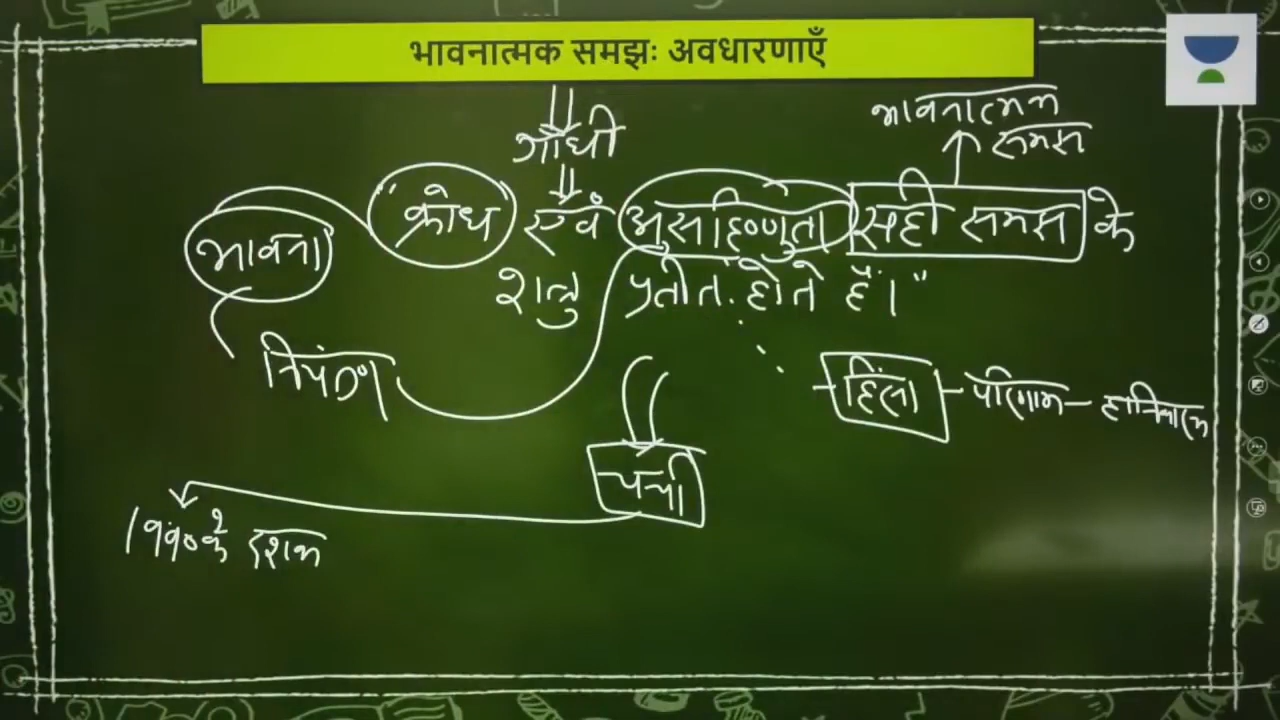 भावनात्मक समझः अवधारणाएँ
भावनात्मक
समझ
गाँधी
"क्रोध एवं असहिष्णुता सही समझ के
शत्रु प्रतीत होते हैं।"
भावना
नियंत्रण
हिंसा - परिणाम - हानिकारक
चर्चा
1990 के दशक